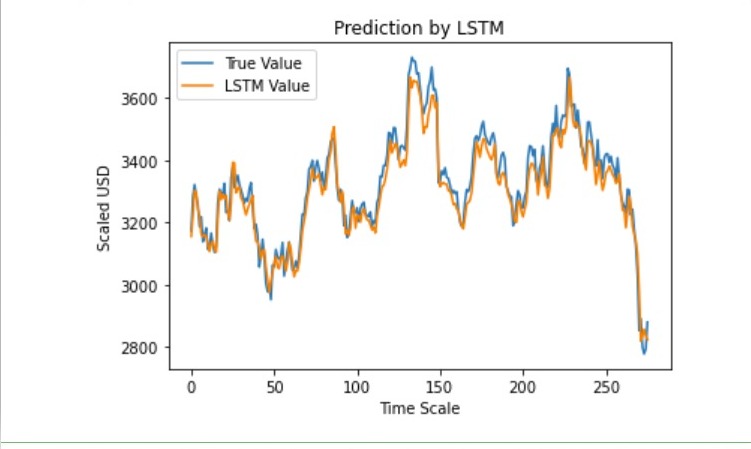 Prediction by LSTM
True Value
LSTM Value
3600
3400
3200
3000
2800
Scaled USD
0 50 100 150 200 250
Time Scale